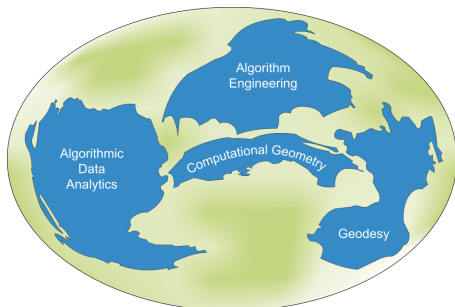 Algorithm
Engineering
Algorithmic
Data
Analytics
Computational Geometry
Geodesy